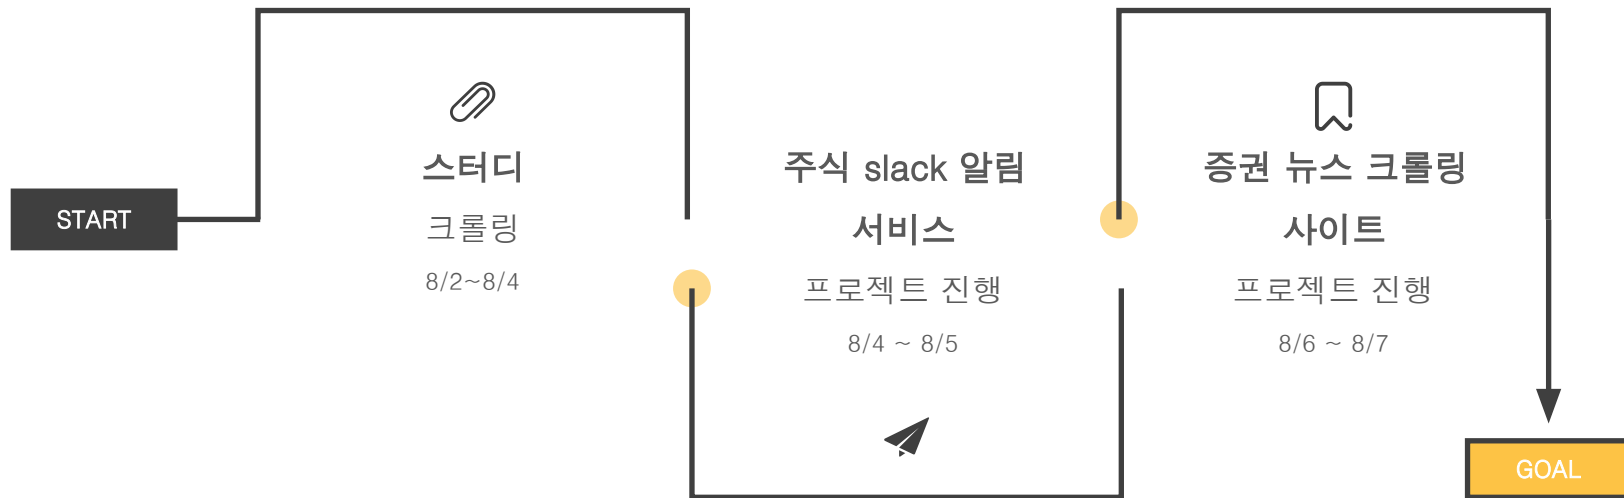 START
스터디
크롤링
8/2~8/4
주식 slack 알림
서비스
프로젝트 진행
8/4 ~ 8/5
증권 뉴스 크롤링
사이트
프로젝트 진행
8/6 ~ 8/7
GOAL